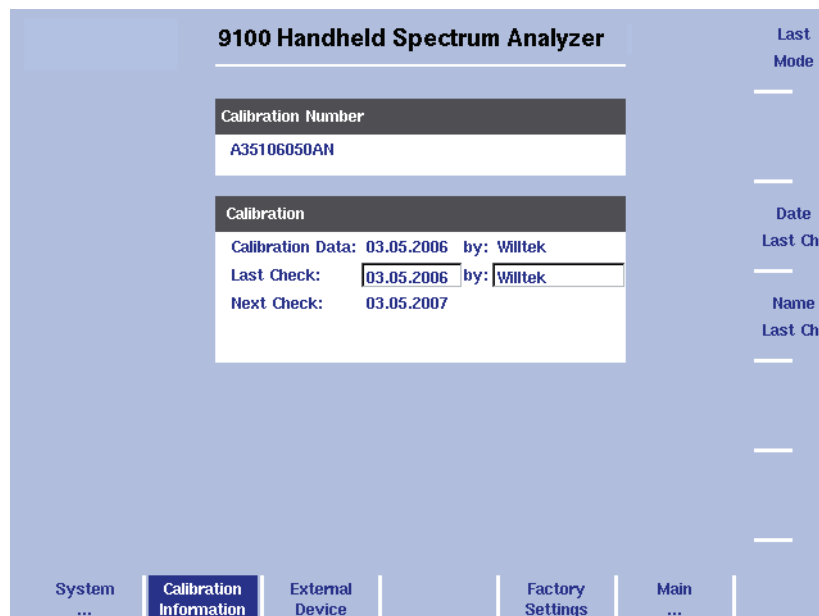 9100 Handheld Spectrum Analyzer
Last
Mode
Calibration Number
A35106050AN
Calibration
Calibration Data: 03.05.2006 by: Willtek
Last Check: 03.05.2006 by: Willtek
Next Check: 03.05.2007
Date
Last Ch
Name
Last Ch
System
...
Calibration
Information
External
Device
Factory
Settings
Main
...